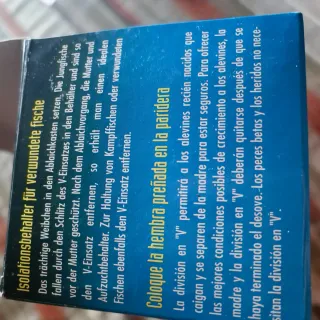 Isolationsbehälter für verwundete fische
Das trächtige Weibchen in den Ablaichkasten setzen. Die Jungfische
fallen durch den Schlitz des V-Einsatzes in den Behälter und sind so
vor der Mutter geschützt. Nach dem Ablaichvorgang, die Mutter und
den V-Einsatz entfernen, so erhält man einen idealen
Aufzuchtbehälter. Zur Haltung von Kampffischen oder verwundeten
Fischen ebenfalls den V-Einsatz entfernen.
Coloque la hembra preñada en la paridera
La división en "V" permitirá a los alevines recién nacidos que
caigan y se separen de la madre para estar seguros. Para ofrecer
las mejores condiciones posibles de crecimiento a los alevines, la
madre y la división en "V" deberán quitarse después de que se
haya terminado el desove. Los peces betas y los heridos no nece-
sitan la división en "V".